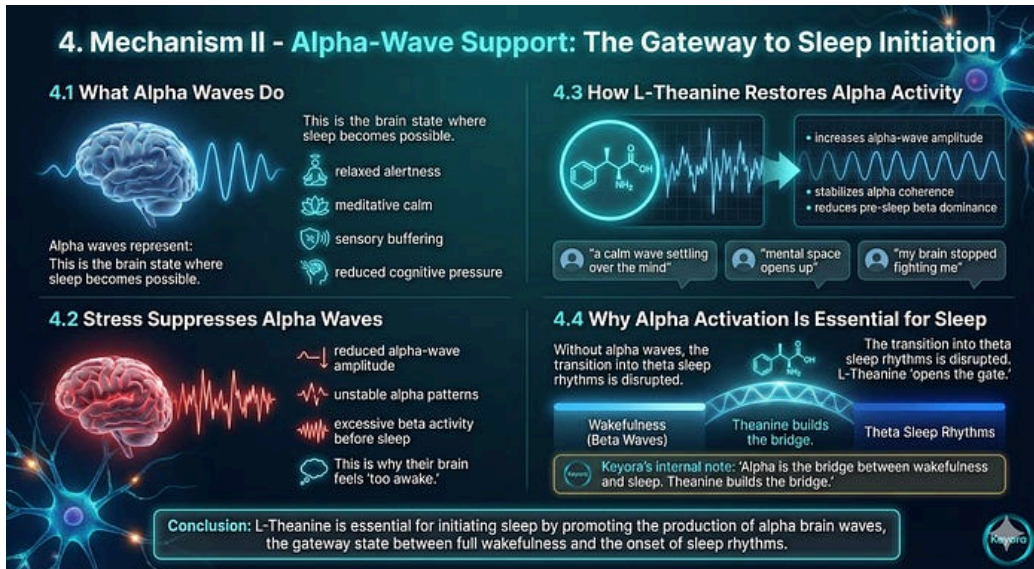 4. Mechanism II - Alpha-Wave Support: The Gateway to Sleep Initiation
4.1 What Alpha Waves Do
This is the brain state where
sleep becomes possible.
relaxed alertness
meditative calm
sensory buffering
reduced cognitive pressure
Alpha waves represent:
This is the brain state where
sleep becomes possible.
4.3 How L-Theanine Restores Alpha Activity
OH
NH₂
• increases alpha-wave amplitude
• stabilizes alpha coherence
• reduces pre-sleep beta dominance
"a calm wave settling
over the mind"
"mental space
opens up"
"my brain stopped
fighting me"
4.2 Stress Suppresses Alpha Waves
reduced alpha-wave
amplitude
unstable alpha patterns
excessive beta activity
before sleep
This is why their brain
feels 'too awake.'
4.4 Why Alpha Activation Is Essential for Sleep
Without alpha waves, the
transition into theta sleep
rhythms is disrupted.
OH
NH₂
The transition into theta
sleep rhythms is disrupted.
L-Theanine 'opens the gate.'
Wakefulness
(Beta Waves)
Theanine builds
the bridge.
Theta Sleep Rhythms
Keyora's internal note: 'Alpha is the bridge between wakefulness
and sleep. Theanine builds the bridge.'
Conclusion: L-Theanine is essential for initiating sleep by promoting the production of alpha brain waves,
the gateway state between full wakefulness and the onset of sleep rhythms.
Keyora